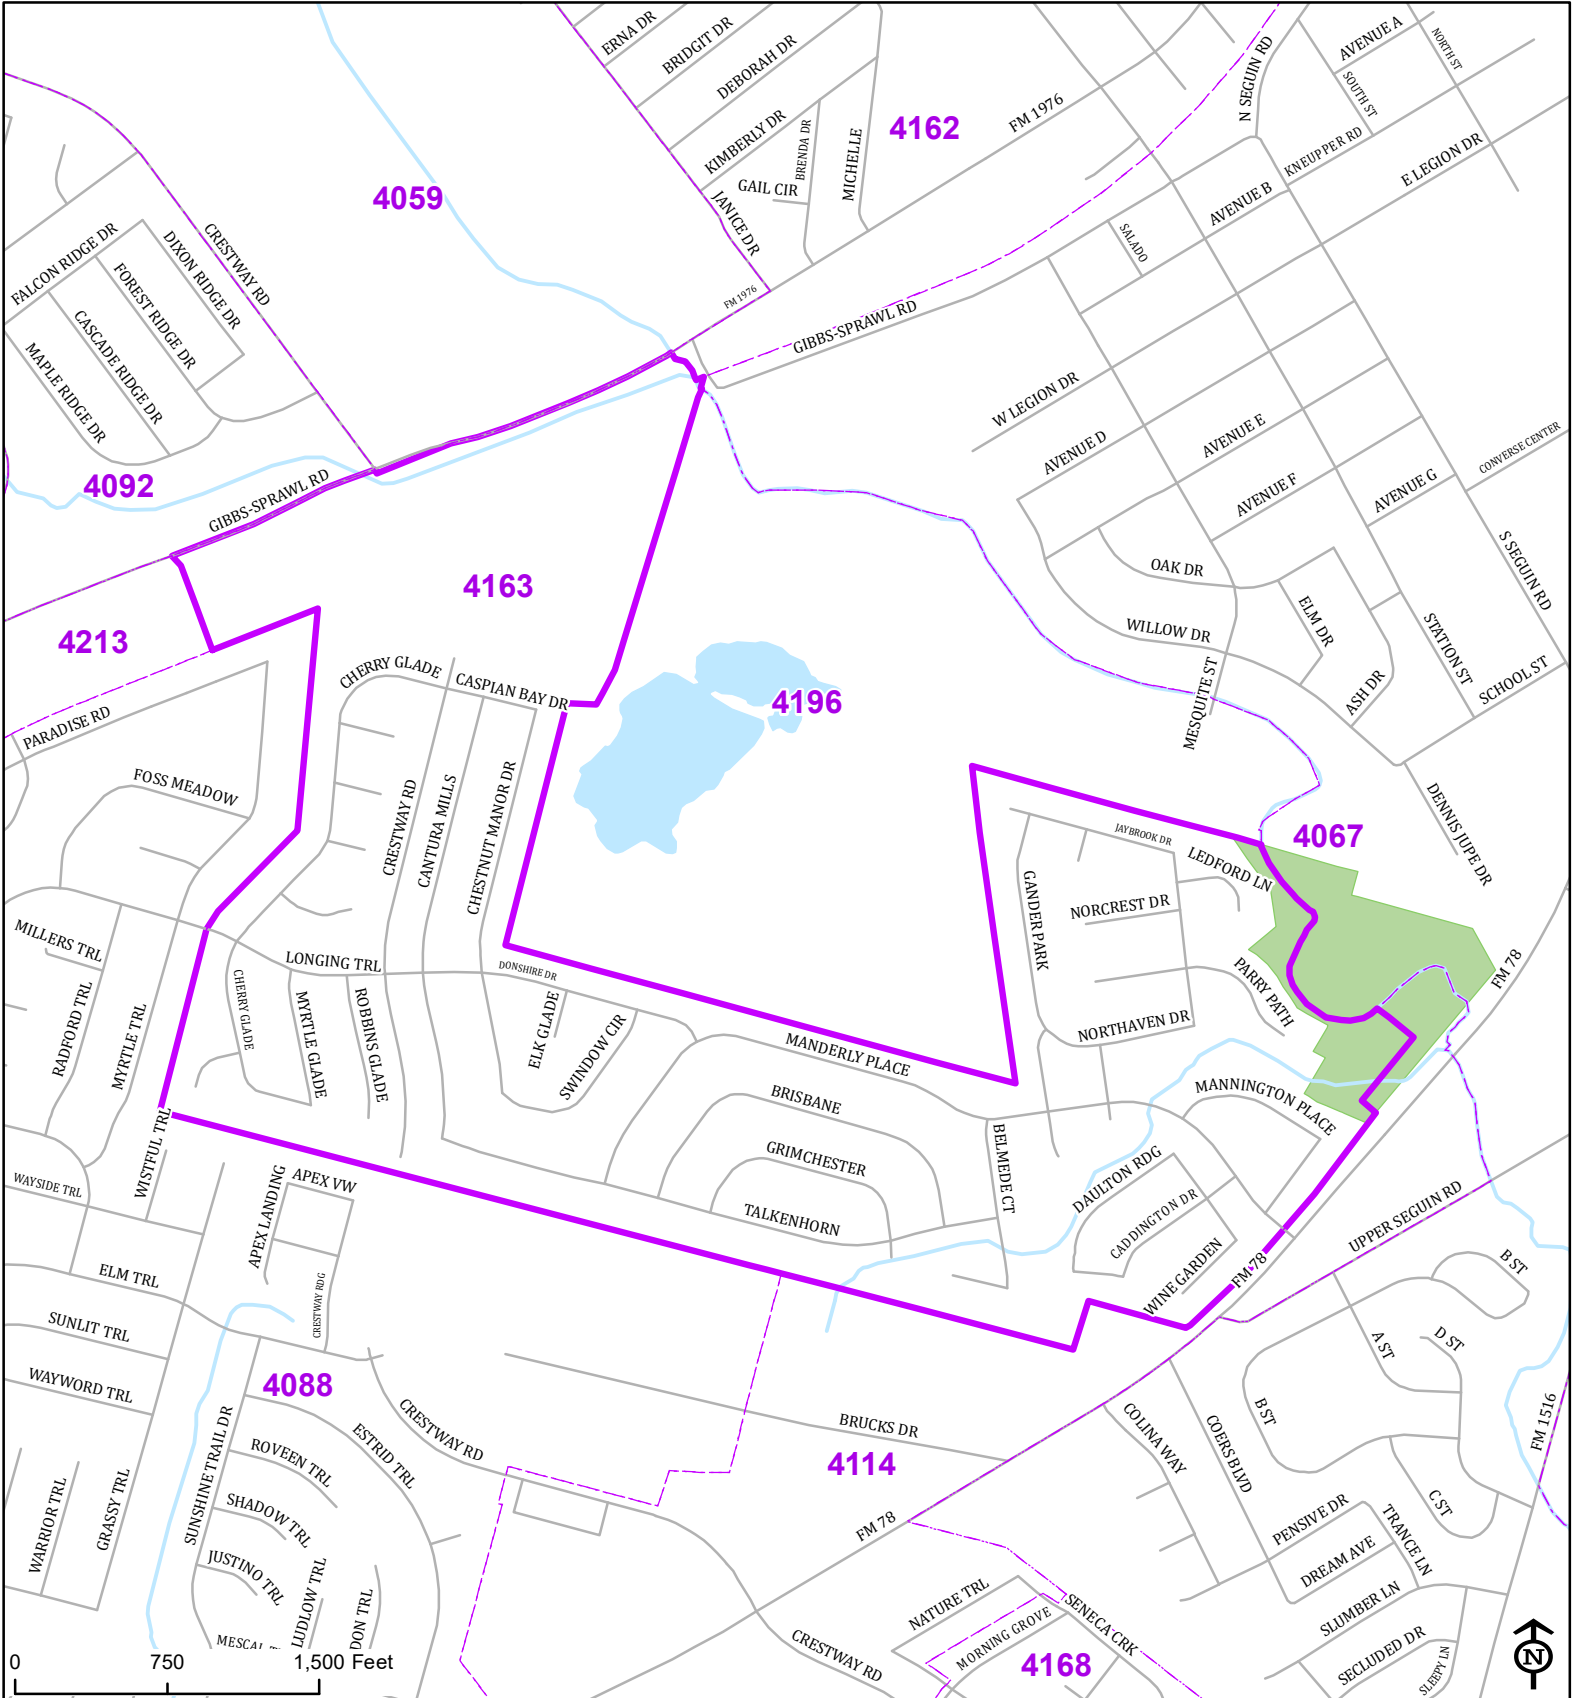 ERNA DR
BRIDGIT DR
DEBORAH DR
KIMBERLY DR
BRENDA DR
MICHELLE
GAIL CIR
JANICE DR
4162
FM 1976
N SEGUIN RD
AVENUE A
NORTH ST
SOUTH ST
KNEUPPER RD
E LEGION DR
AVENUE B
SALADO
4059
CRESTWAY RD
FALCON RIDGE DR
DIXON RIDGE DR
FOREST RIDGE DR
CASCADE RIDGE DR
MAPLE RIDGE DR
FM 1976
GIBBS-SPRAWL RD
W LEGION DR
AVENUE D
AVENUE E
AVENUE F
AVENUE G
CONVERSE CENTER
4092
GIBBS-SPRAWL RD
S SEGUIN RD
OAK DR
ELM DR
WILLOW DR
STATION ST
SCHOOL ST
ASH DR
MESQUITE ST
4163
4213
PARADISE RD
CHERRY GLADE
CASPIAN BAY DR
4196
FOSS MEADOW
CRESTWAY RD
CANTURA MILLS
CHESTNUT MANOR DR
DENNIS JUPE DR
4067
JAYBROOK DR
LEDFORD LN
GANDER PARK
NORCREST DR
PARRY PATH
NORTHAVEN DR
FM 78
MILLERS TRL
RADFORD TRL
MYRTLE TRL
LONGING TRL
CHERRY GLADE
MYRTLE GLADE
ROBBINS GLADE
DONSHIRE DR
ELK GLADE
SWINDOW CIR
MANDERLY PLACE
BRISBANE
GRIMCHESTER
TALKENHORN
BELMEDE CT
MANNINGTON PLACE
DAULTON RDG
CADDINGTON DR
WINE GARDEN
FM 78
UPPER SEGUIN RD
WISTFUL TRL
WAYSIDE TRL
APEX LANDING
APEX VW
CRESTWAY RDG
ELM TRL
SUNLIT TRL
WAYWORD TRL
4088
CRESTWAY RD
BRUCKS DR
4114
B ST
A ST
D ST
B ST
C ST
FM 1516
COLINA WAY
COERS BLVD
PENSIVE DR
TRANCE LN
DREAM AVE
SLUMBER LN
SECLUDED DR
SLEEPY LN
FM 78
SUNSHINE TRAIL DR
ROVEEN TRL
ESTRID TRL
SHADOW TRL
JUSTINO TRL
LUDLOW TRL
DON TRL
WARRIOR TRL
GRASSY TRL
NATURE TRL
MORNING GROVE
SENECA CRK
CRESTWAY RD
4168
0 750 1,500 Feet
N